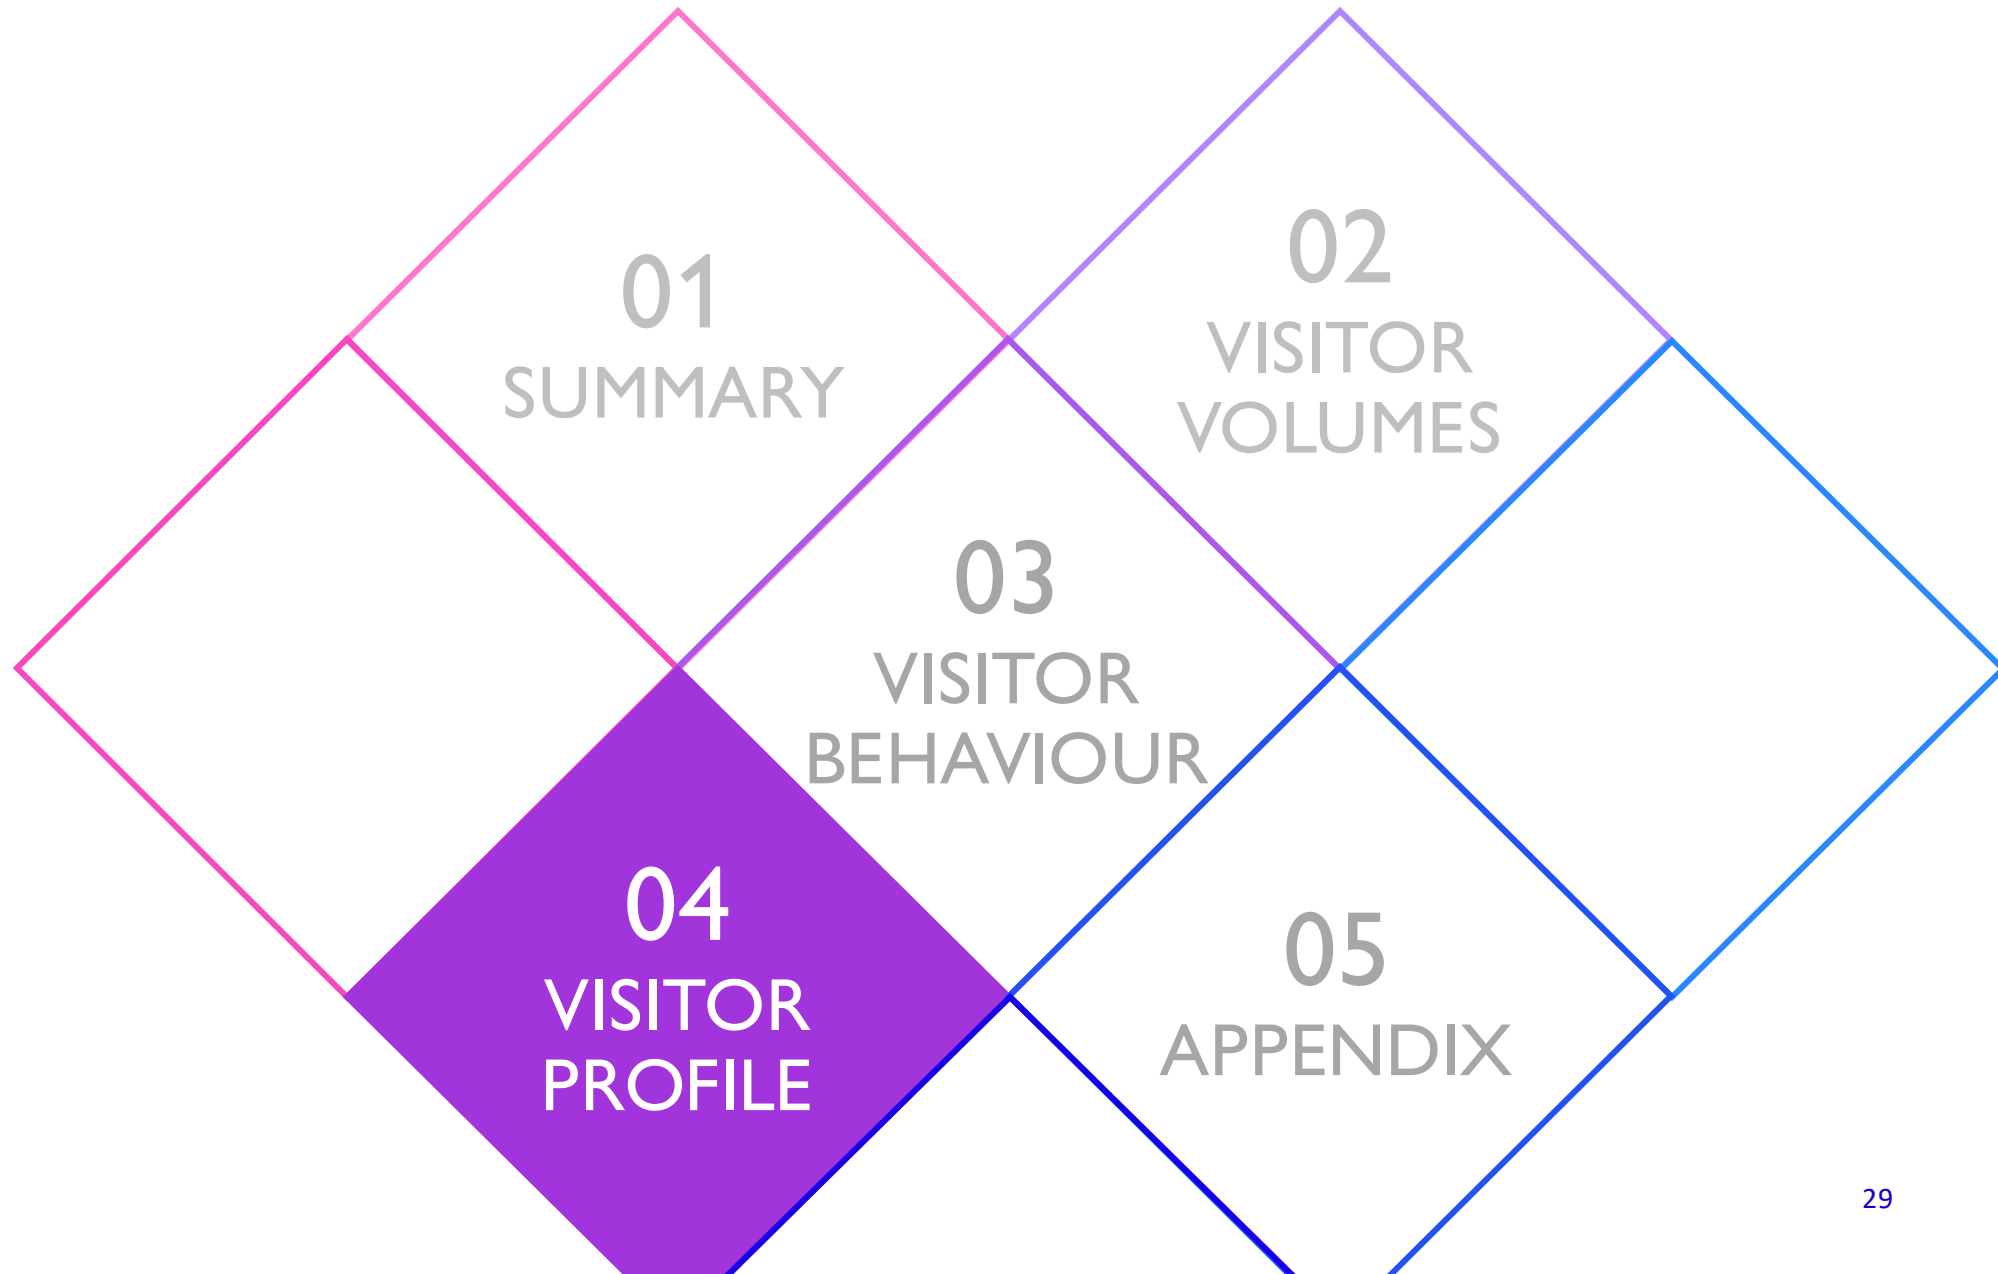 01
SUMMARY
02
VISITOR
VOLUMES
03
VISITOR
BEHAVIOUR
04
VISITOR
PROFILE
05
APPENDIX
29